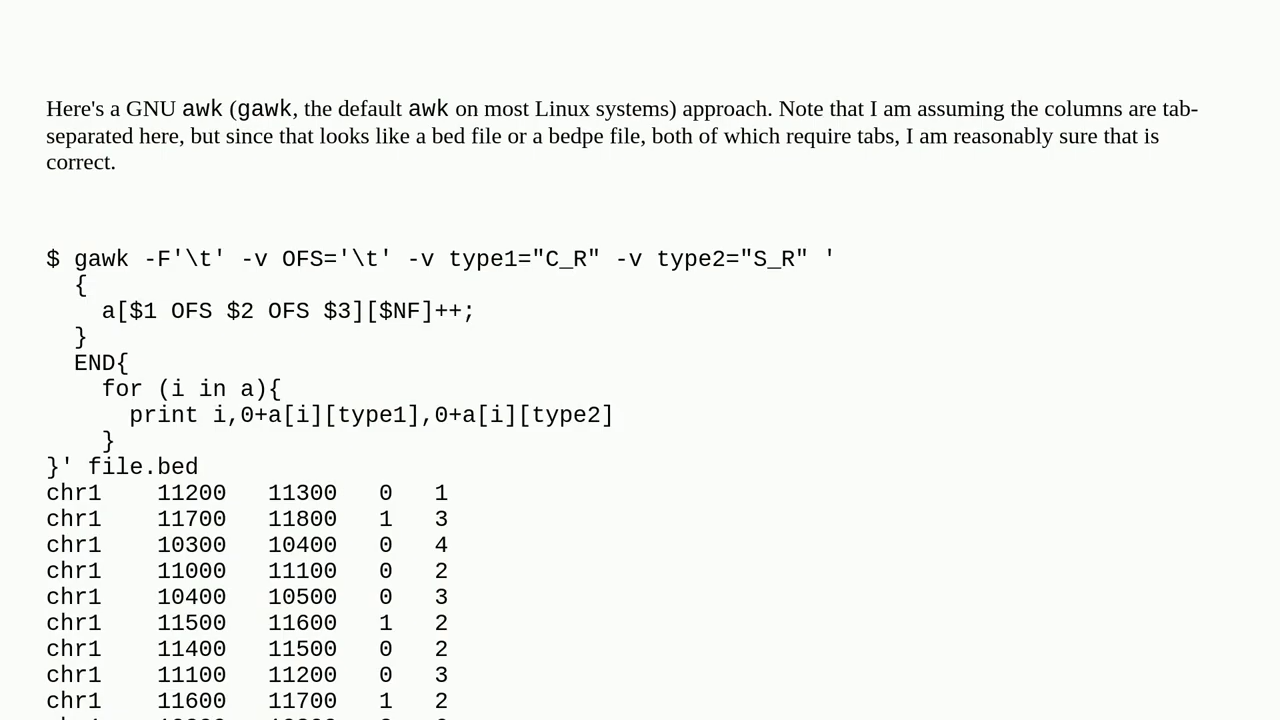 Here's a GNU awk (gawk, the default awk on most Linux systems) approach. Note that I am assuming the columns are tab-
separated here, but since that looks like a bed file or a bedpe file, both of which require tabs, I am reasonably sure that is
correct.
$ gawk -F'\t' -v OFS='\t' -v type1="C_R" -v type2="S_R" '
  {
    a[$1 OFS $2 OFS $3][$NF]++;
  }
  END{
    for (i in a){
      print i,0+a[i][type1],0+a[i][type2]
    }
}' file.bed
chr1    11200   11300   0   1
chr1    11700   11800   1   3
chr1    10300   10400   0   4
chr1    11000   11100   0   2
chr1    10400   10500   0   3
chr1    11500   11600   1   2
chr1    11400   11500   0   2
chr1    11100   11200   0   3
chr1    11600   11700   1   2